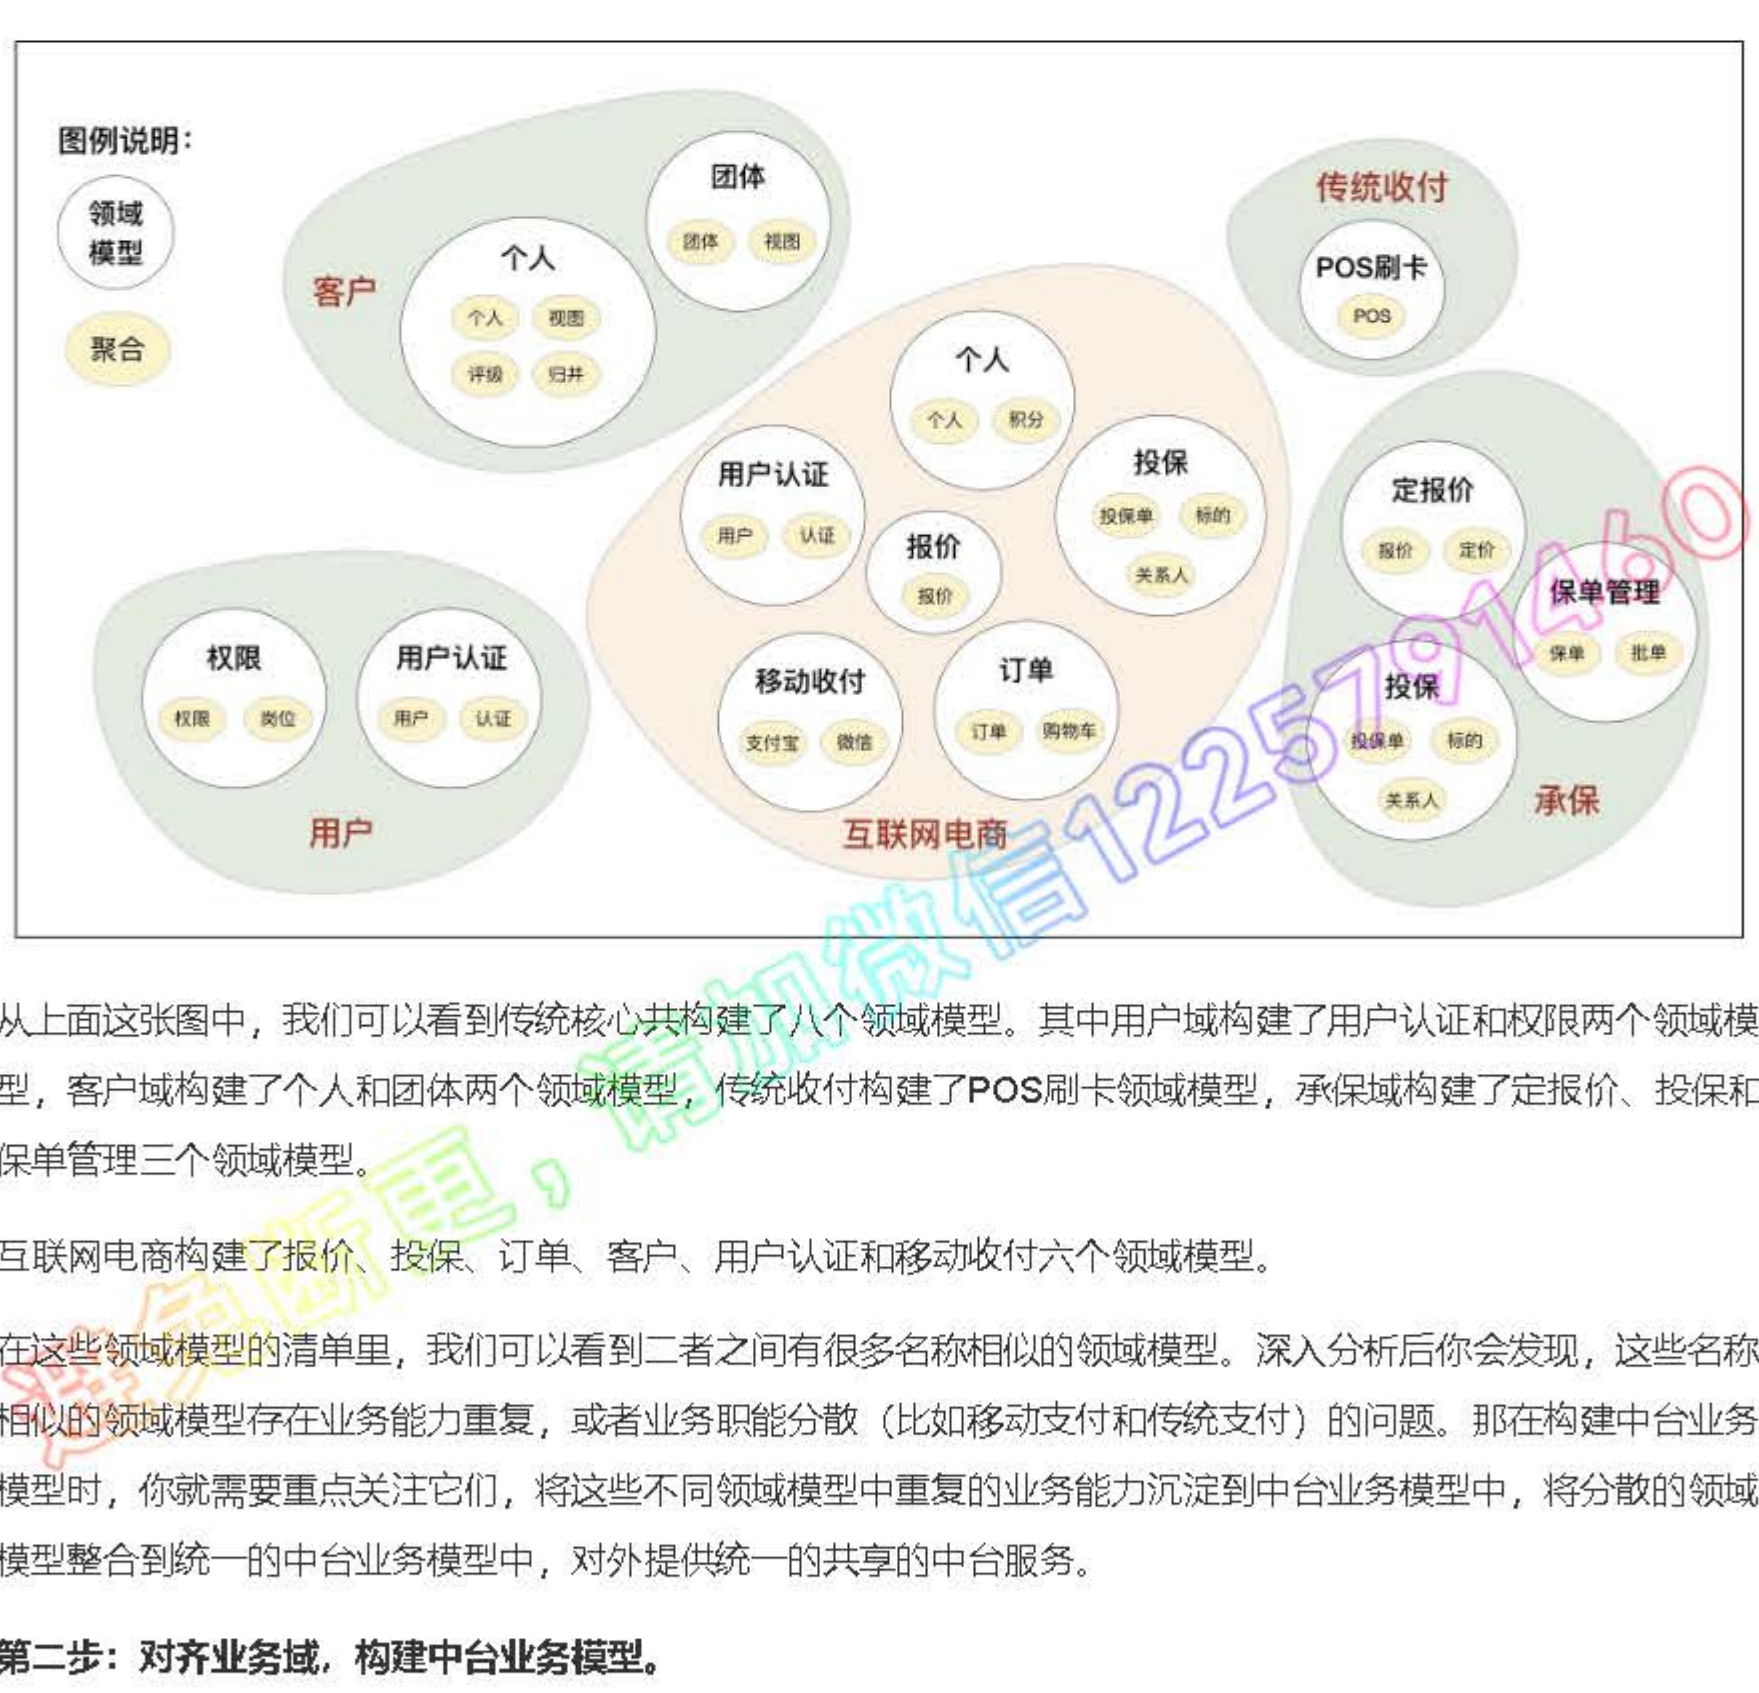 图例说明：
领域
模型
聚合
客户
个人
个人 视图
评级 归并
团体
团体 视图
传统收付
POS刷卡
POS
个人
个人 积分
用户认证
用户 认证
报价
报价
投保
投保单 标的
关系人
移动收付
支付宝 微信
订单
订单 购物车
互联网电商
权限
权限 岗位
用户认证
用户 认证
用户
定报价
报价 定价
保单管理
保单 批单
投保
投保单 标的
关系人
承保
从上面这张图中，我们可以看到传统核心共构建了八个领域模型。其中用户域构建了用户认证和权限两个领域模
型，客户域构建了个人和团体两个领域模型，传统收付构建了POS刷卡领域模型，承保域构建了定报价、投保和
保单管理三个领域模型。
互联网电商构建了报价、投保、订单、客户、用户认证和移动收付六个领域模型。
在这些领域模型的清单里，我们可以看到二者之间有很多名称相似的领域模型。深入分析后你会发现，这些名称
相似的领域模型存在业务能力重复，或者业务职能分散（比如移动支付和传统支付）的问题。那在构建中台业务
模型时，你就需要重点关注它们，将这些不同领域模型中重复的业务能力沉淀到中台业务模型中，将分散的领域
模型整合到统一的中台业务模型中，对外提供统一的共享的中台服务。
第二步：对齐业务域，构建中台业务模型。
避免断更，请加微信1225791460